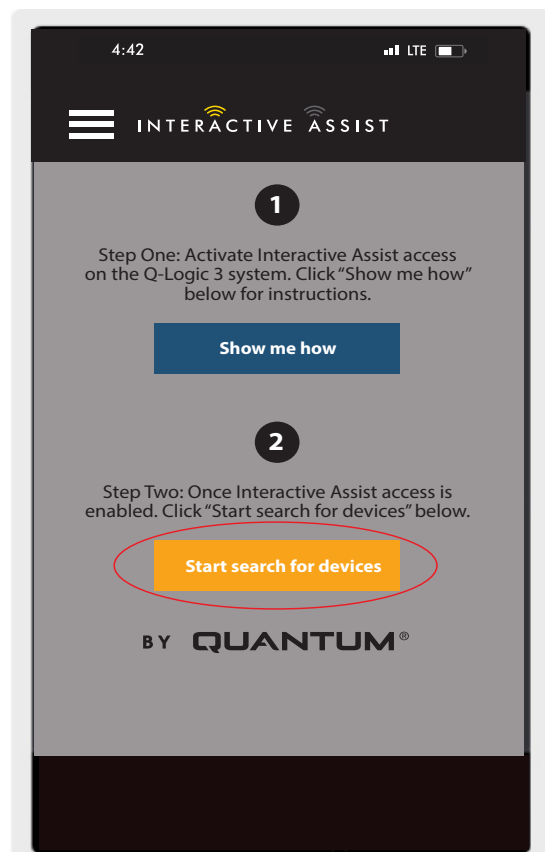 4:42 LTE
INTERACTIVE ASSIST
1
Step One: Activate Interactive Assist access
on the Q-Logic 3 system. Click “Show me how”
below for instructions.
Show me how
2
Step Two: Once Interactive Assist access is
enabled. Click “Start search for devices” below.
Start search for devices
BY QUANTUM®